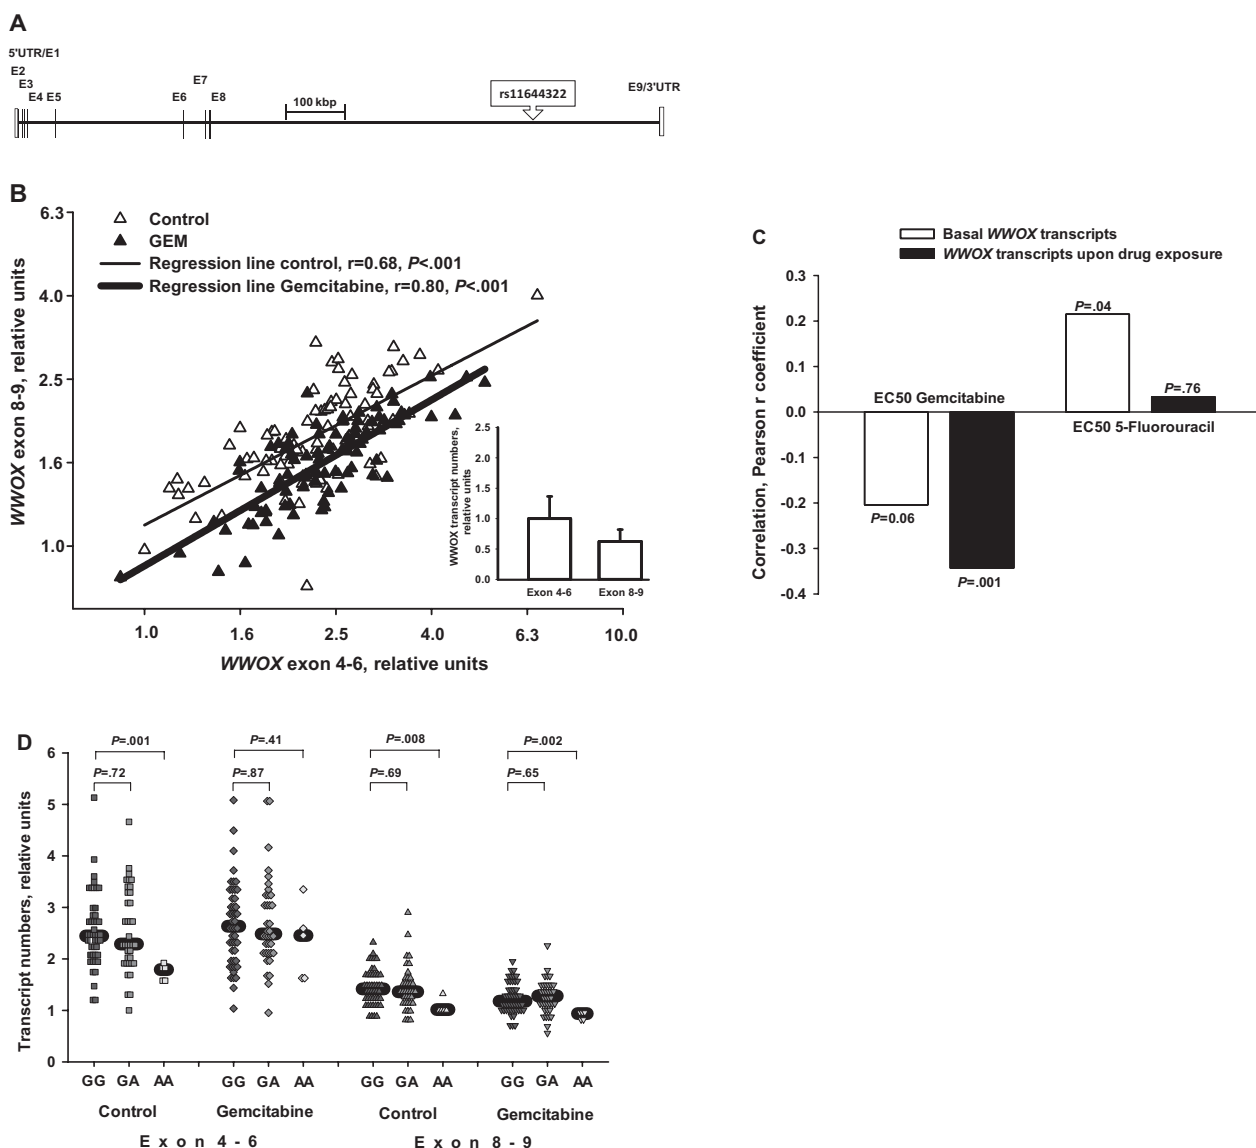 A
5'UTR/E1
E2
E3
E4 E5
E6
E7
E8
100 kbp
rs11644322
E9/3'UTR
B
Control
GEM
Regression line control, r=0.68, P<.001
Regression line Gemcitabine, r=0.80, P<.001
WWOX exon 8-9, relative units
6.3
4.0
2.5
1.6
1.0
1.0 1.6 2.5 4.0 6.3 10.0
WWOX exon 4-6, relative units
WWOX transcript numbers,
relative units
2.5
2.0
1.5
1.0
0.5
0.0
Exon 4-6 Exon 8-9
C
Basal WWOX transcripts
WWOX transcripts upon drug exposure
Correlation, Pearson r coefficient
0.3
0.2
0.1
0.0
-0.1
-0.2
-0.3
-0.4
EC50 Gemcitabine
P=0.06
P=.001
P=.04
P=.76
EC50 5-Fluorouracil
D
Transcript numbers, relative units
6
5
4
3
2
1
0
P=.001 P=.41 P=.008 P=.002
P=.72 P=.87 P=.69 P=.65
GG GA AA GG GA AA GG GA AA GG GA AA
Control Gemcitabine Control Gemcitabine
Exon 4-6 Exon 8-9